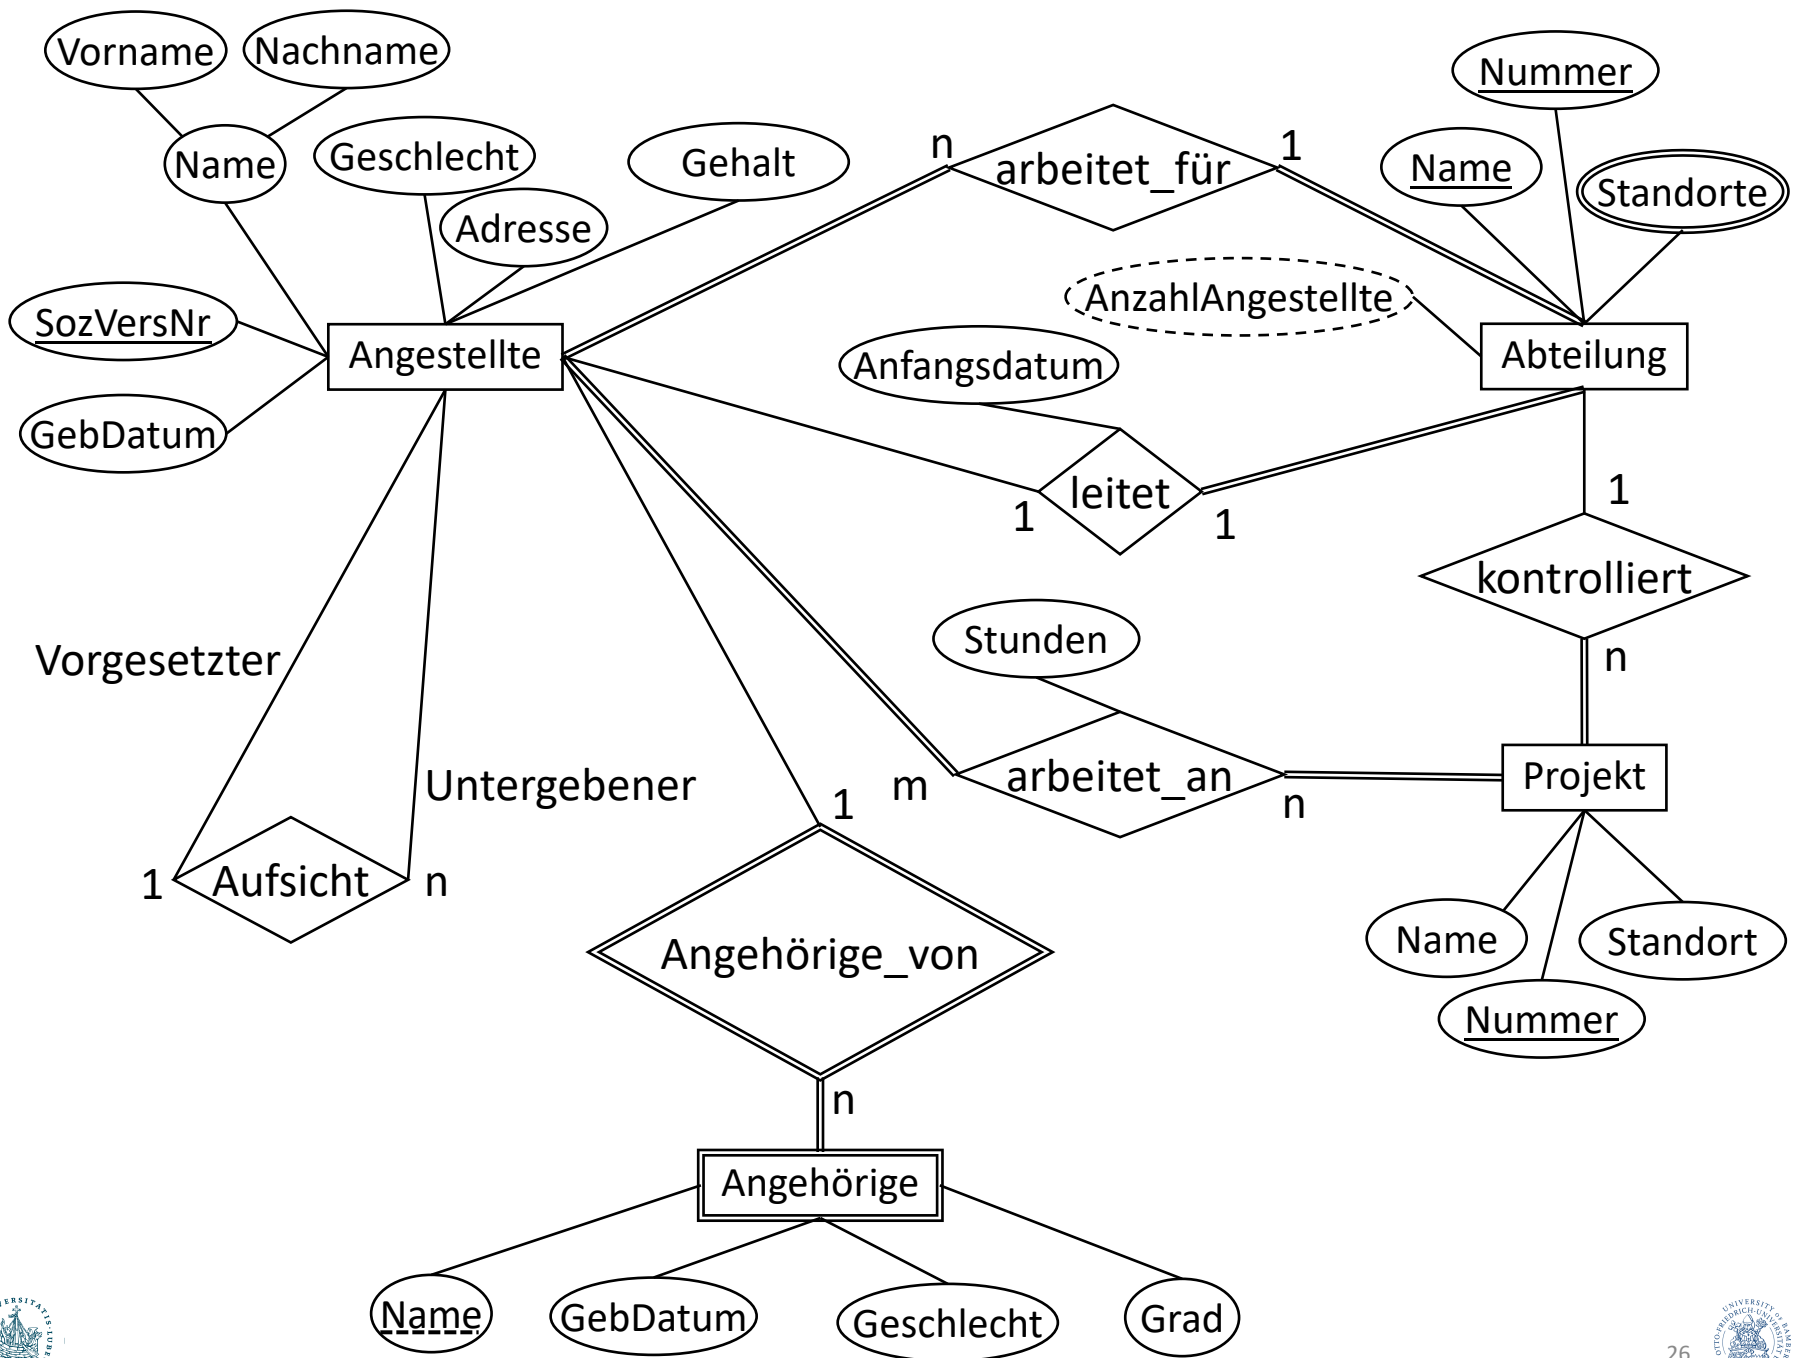 Vorname
Nachname
Nummer
Name
Geschlecht
Gehalt
n
arbeitet_für
1
Name
Standorte
Adresse
SozVersNr
AnzahlAngestellte
Angestellte
Anfangsdatum
Abteilung
GebDatum
leitet
1
1
1
kontrolliert
Stunden
n
Vorgesetzter
Untergebener
m
arbeitet_an
n
Projekt
1
1
Aufsicht
n
Angehörige_von
Name
Standort
Nummer
n
Angehörige
Name
GebDatum
Geschlecht
Grad
26